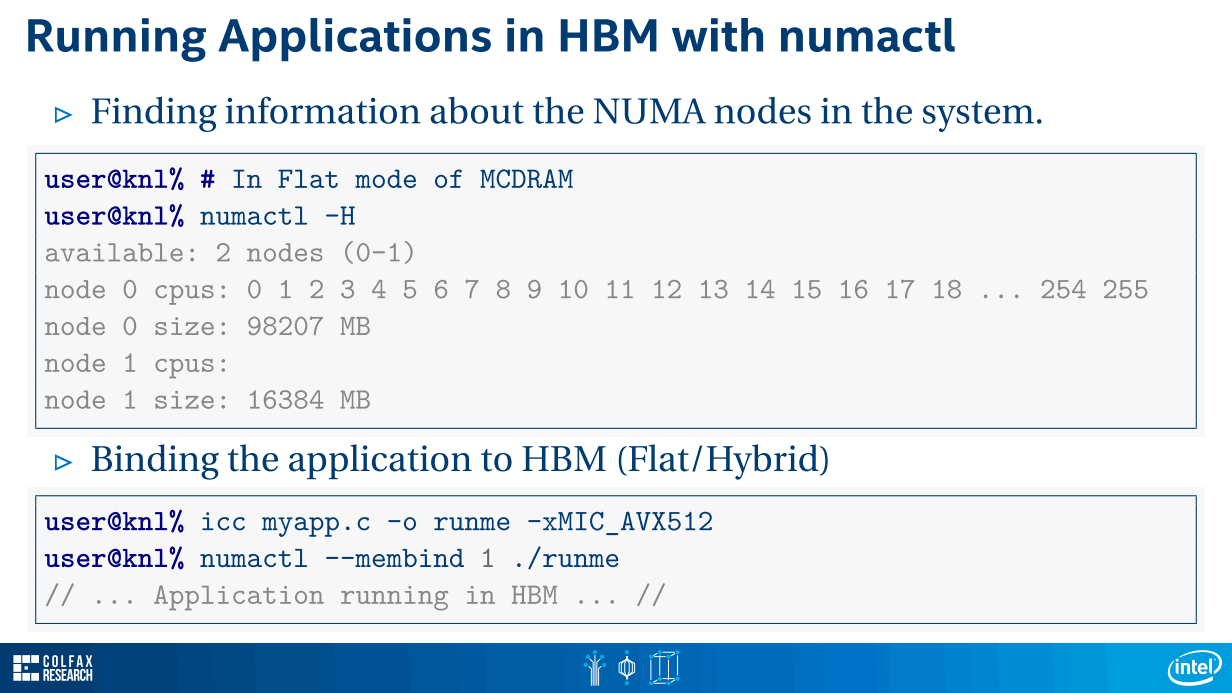 Running Applications in HBM with numactl
▷ Finding information about the NUMA nodes in the system.
user@knl% # In Flat mode of MCDRAM
user@knl% numactl -H
available: 2 nodes (0-1)
node 0 cpus: 0 1 2 3 4 5 6 7 8 9 10 11 12 13 14 15 16 17 18 ... 254 255
node 0 size: 98207 MB
node 1 cpus:
node 1 size: 16384 MB
▷ Binding the application to HBM (Flat/Hybrid)
user@knl% icc myapp.c -o runme -xMIC_AVX512
user@knl% numactl --membind 1 ./runme
// ... Application running in HBM ... //
COLFAX
RESEARCH
intel